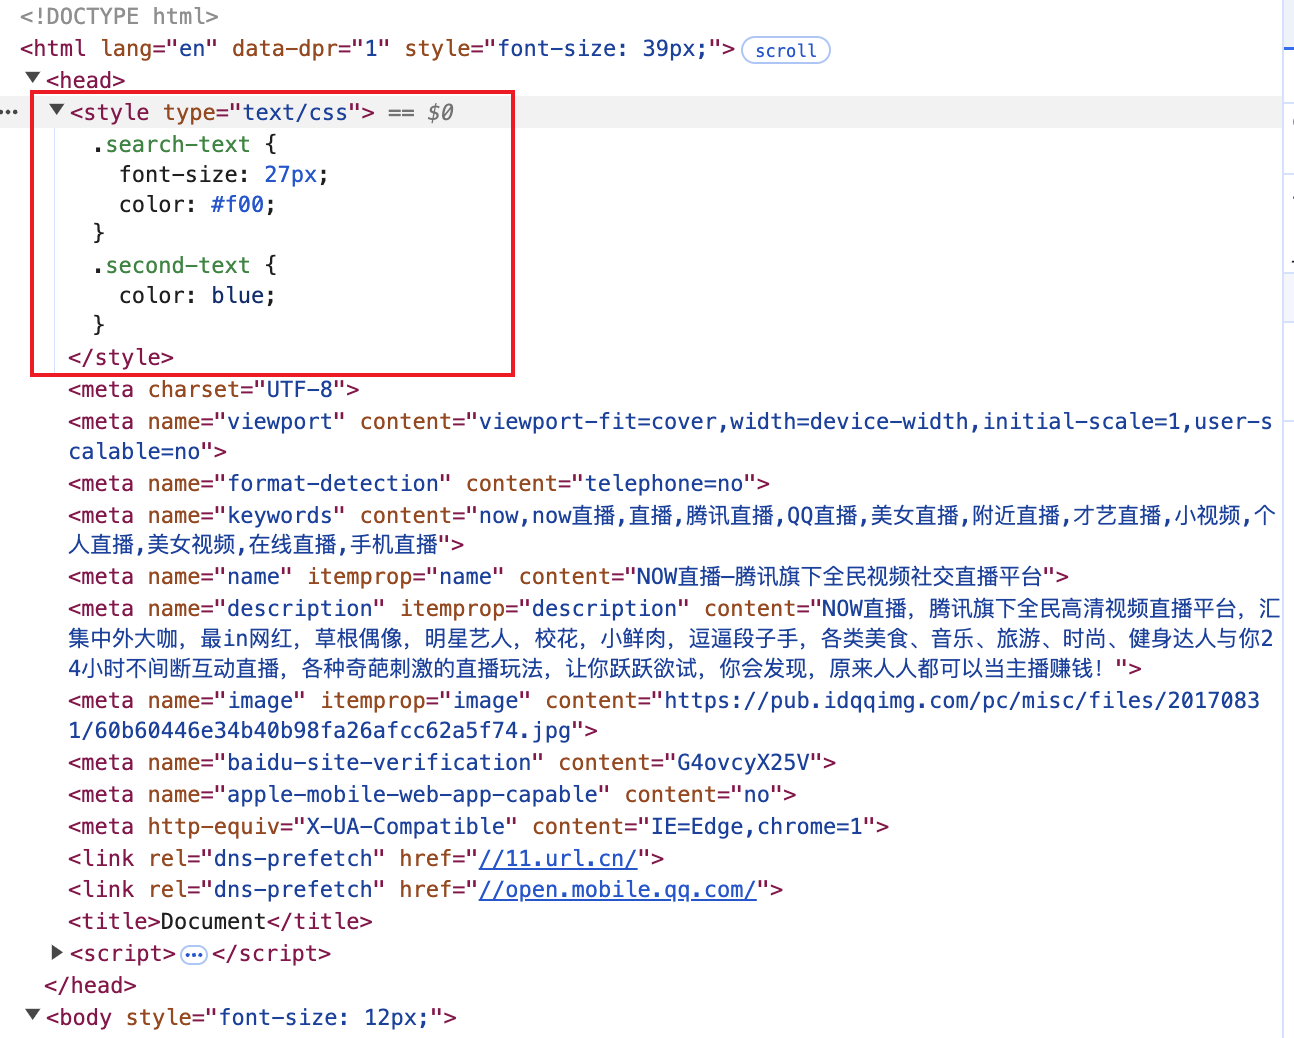 <!DOCTYPE html>
<html lang="en" data-dpr="1" style="font-size: 39px;"> scroll
<head>
<style type="text/css"> == $0
.search-text {
font-size: 27px;
color: #f00;
}
.second-text {
color: blue;
}
</style>
<meta charset="UTF-8">
<meta name="viewport" content="viewport-fit=cover,width=device-width,initial-scale=1,user-s
calable=no">
<meta name="format-detection" content="telephone=no">
<meta name="keywords" content="now,now直播,直播,腾讯直播,QQ直播,美女直播,附近直播,才艺直播,小视频,个
人直播,美女视频,在线直播,手机直播">
<meta name="name" itemprop="name" content="NOW直播—腾讯旗下全民视频社交直播平台">
<meta name="description" itemprop="description" content="NOW直播，腾讯旗下全民高清视频直播平台，汇
集中外大咖，最in网红，草根偶像，明星艺人，校花，小鲜肉，逗逼段子手，各类美食、音乐、旅游、时尚、健身达人与你2
4小时不间断互动直播，各种奇葩刺激的直播玩法，让你跃跃欲试，你会发现，原来人人都可以当主播赚钱！">
<meta name="image" itemprop="image" content="https://pub.idqqimg.com/pc/misc/files/2017083
1/60b60446e34b40b98fa26afcc62a5f74.jpg">
<meta name="baidu-site-verification" content="G4ovcyX25V">
<meta name="apple-mobile-web-app-capable" content="no">
<meta http-equiv="X-UA-Compatible" content="IE=Edge,chrome=1">
<link rel="dns-prefetch" href="//11.url.cn/">
<link rel="dns-prefetch" href="//open.mobile.qq.com/">
<title>Document</title>
<script>…</script>
</head>
<body style="font-size: 12px;">